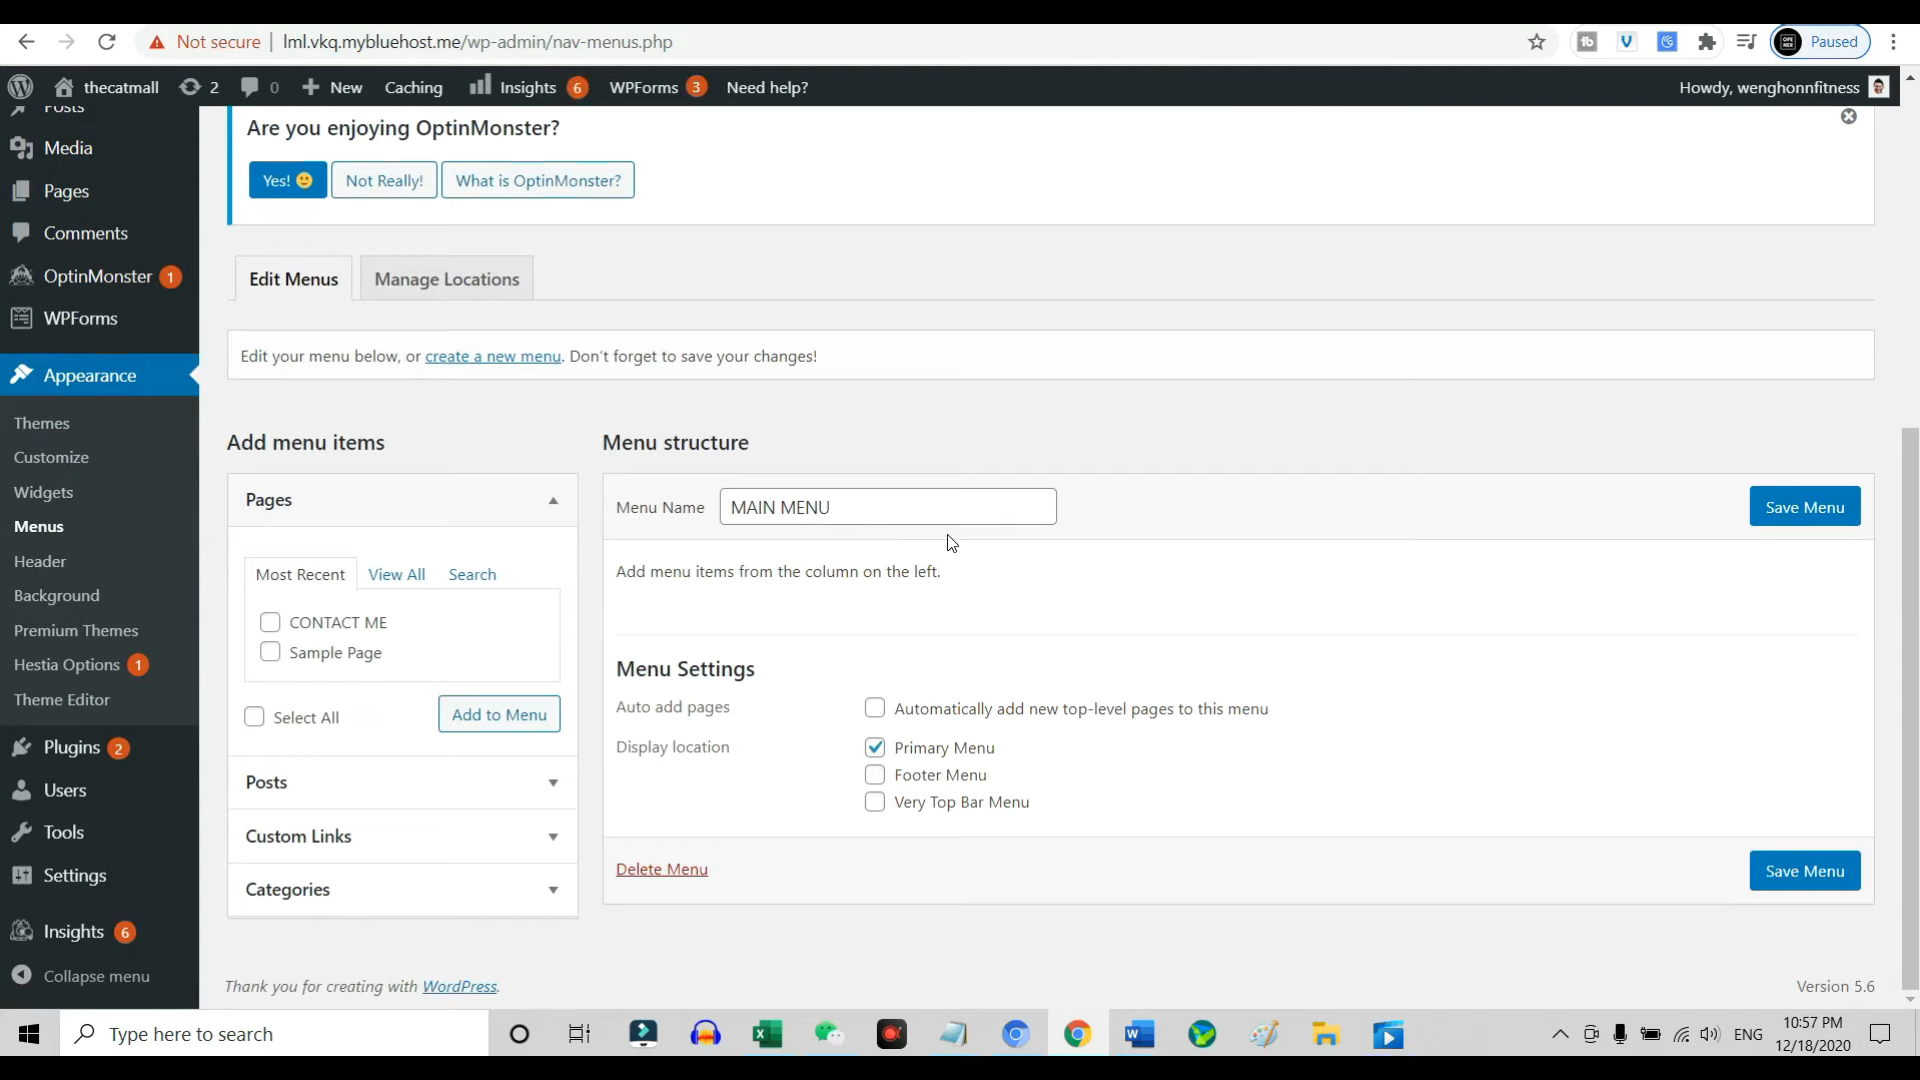 Not secure
lml.vkq.mybluehost.me/wp-admin/nav-menus.php
Paused
thecatmall
2
0
New
Caching
Insights 6
WPForms 3
Need help?
Howdy, wenghonnfitness
Posts
Media
Pages
Comments
OptinMonster 1
WPForms
Appearance
Themes
Customize
Widgets
Menus
Header
Background
Premium Themes
Hestia Options 1
Theme Editor
Plugins 2
Users
Tools
Settings
Insights 6
Collapse menu
Are you enjoying OptinMonster?
Yes!
Not Really!
What is OptinMonster?
Edit Menus
Manage Locations
Edit your menu below, or create a new menu. Don't forget to save your changes!
Add menu items
Pages
Most Recent
View All
Search
CONTACT ME
Sample Page
Select All
Add to Menu
Posts
Custom Links
Categories
Menu structure
Menu Name
MAIN MENU
Save Menu
Add menu items from the column on the left.
Menu Settings
Auto add pages
Automatically add new top-level pages to this menu
Display location
Primary Menu
Footer Menu
Very Top Bar Menu
Delete Menu
Save Menu
Thank you for creating with WordPress.
Version 5.6
Type here to search
ENG
10:57 PM
12/18/2020